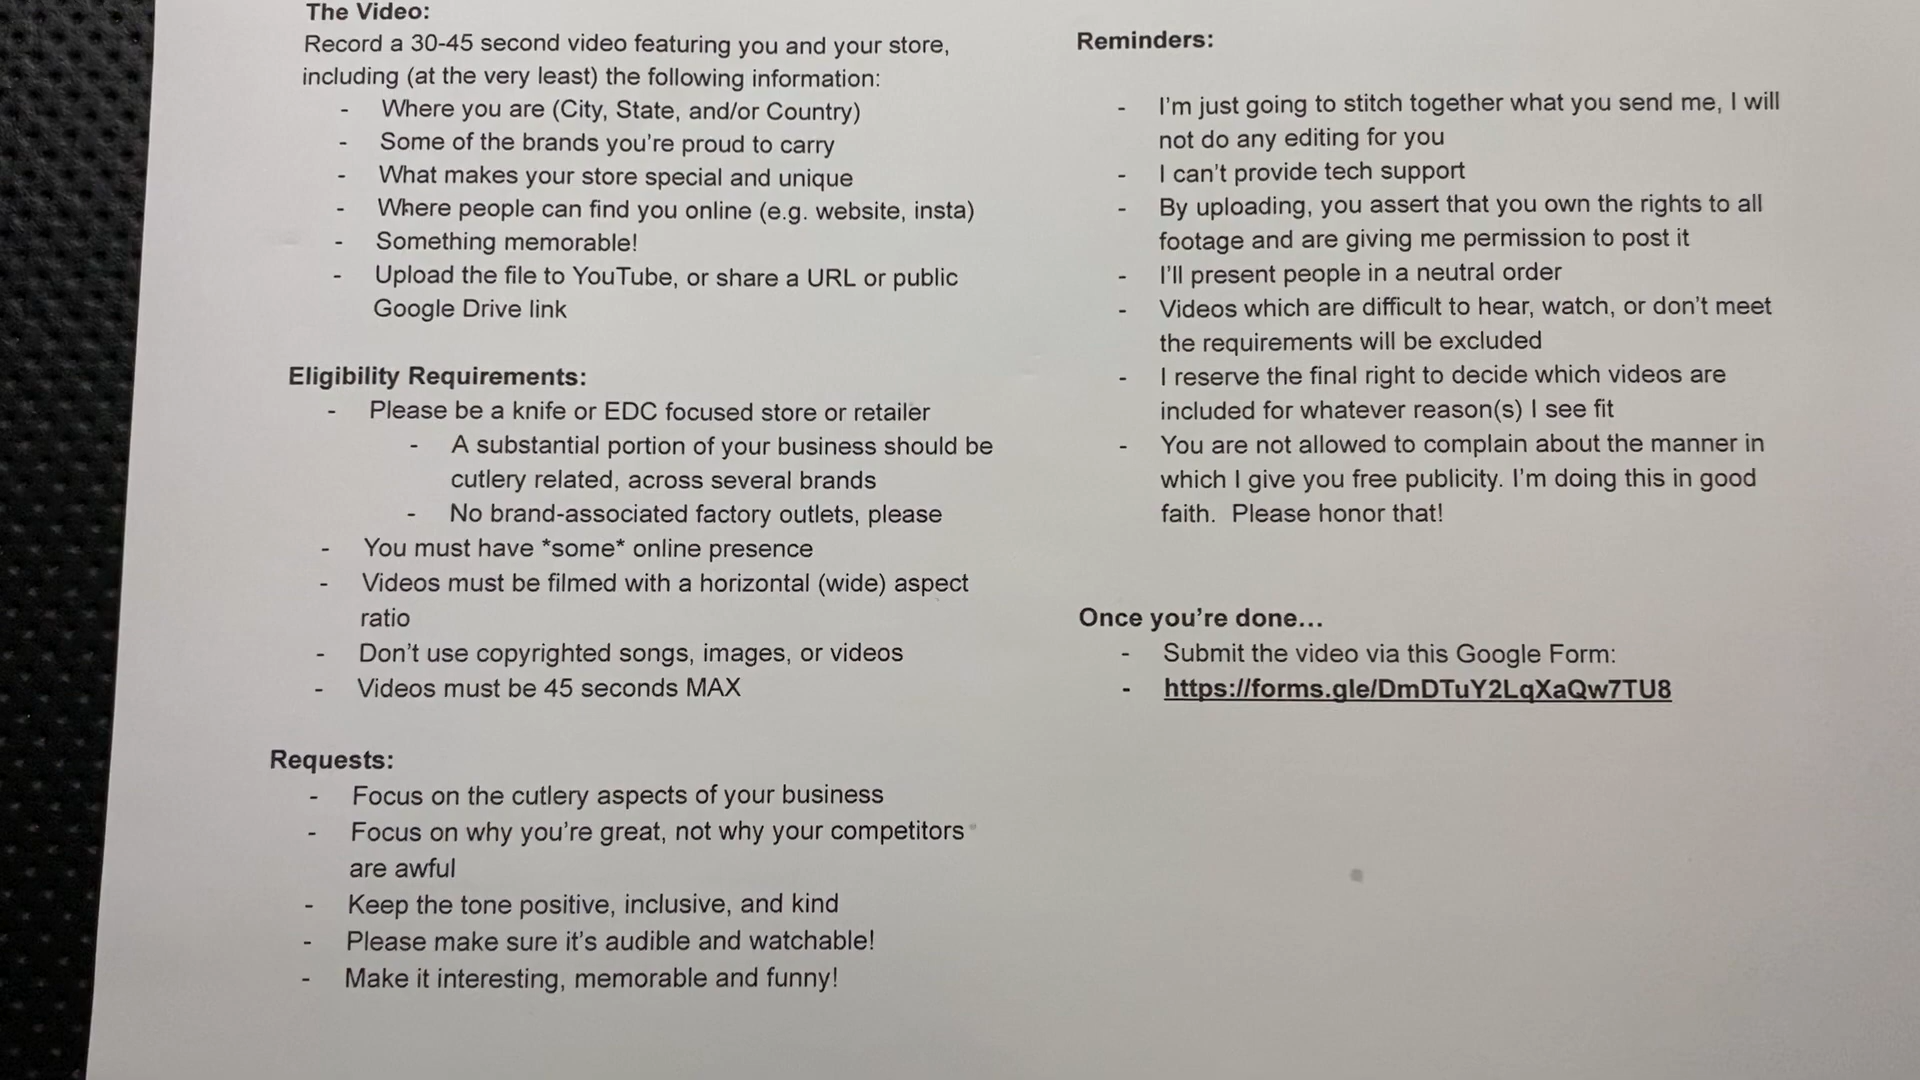 The Video:
Record a 30-45 second video featuring you and your store,
including (at the very least) the following information:
- Where you are (City, State, and/or Country)
- Some of the brands you're proud to carry
- What makes your store special and unique
- Where people can find you online (e.g. website, insta)
- Something memorable!
- Upload the file to YouTube, or share a URL or public
Google Drive link
Eligibility Requirements:
- Please be a knife or EDC focused store or retailer
- A substantial portion of your business should be
cutlery related, across several brands
- No brand-associated factory outlets, please
- You must have *some* online presence
- Videos must be filmed with a horizontal (wide) aspect
ratio
- Don't use copyrighted songs, images, or videos
- Videos must be 45 seconds MAX
Requests:
- Focus on the cutlery aspects of your business
- Focus on why you're great, not why your competitors
are awful
- Keep the tone positive, inclusive, and kind
- Please make sure it's audible and watchable!
- Make it interesting, memorable and funny!
Reminders:
- I'm just going to stitch together what you send me, I will
not do any editing for you
- I can't provide tech support
- By uploading, you assert that you own the rights to all
footage and are giving me permission to post it
- I'll present people in a neutral order
- Videos which are difficult to hear, watch, or don't meet
the requirements will be excluded
- I reserve the final right to decide which videos are
included for whatever reason(s) I see fit
- You are not allowed to complain about the manner in
which I give you free publicity. I'm doing this in good
faith.  Please honor that!
Once you're done...
- Submit the video via this Google Form:
- https://forms.gle/DmDTuY2LqXaQw7TU8